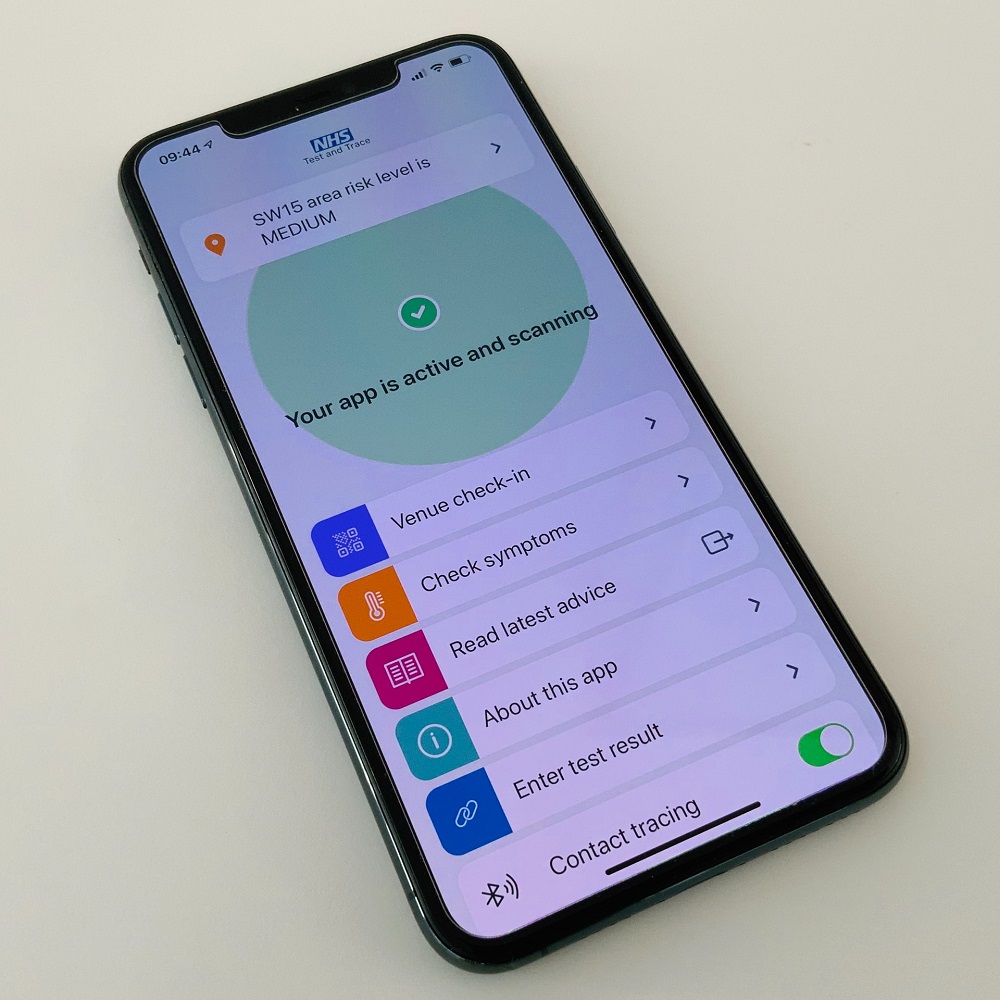 09:44
NHS
Test and Trace
SW15 area risk level is
MEDIUM
Your app is active and scanning
Venue check-in
Check symptoms
Read latest advice
About this app
Enter test result
Contact tracing